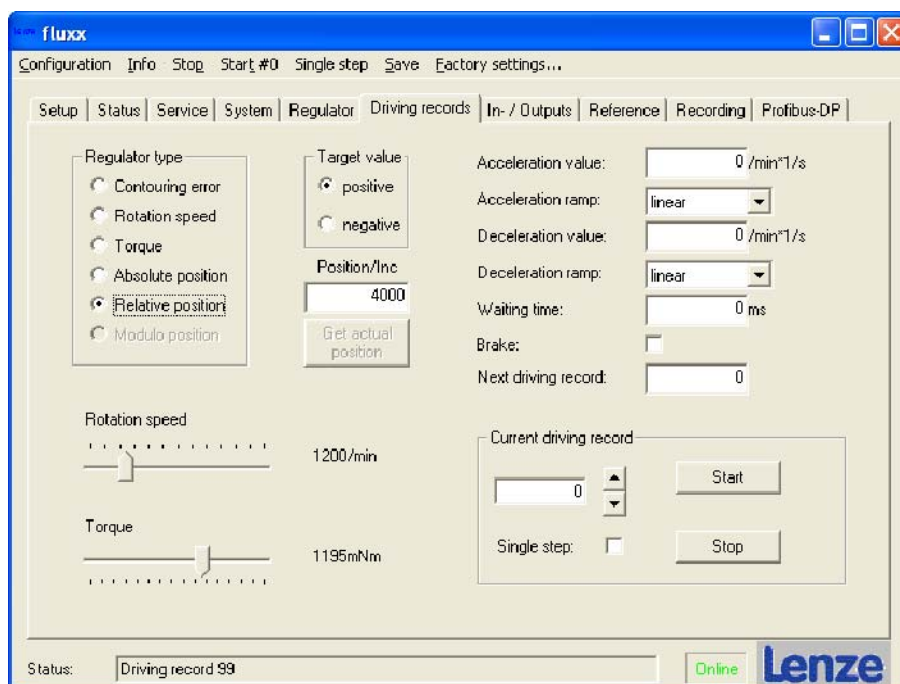 fluxx
Configuration Info Stop Start #0 Single step Save Factory settings...
Setup Status Service System Regulator Driving records In- / Outputs Reference Recording Profibus-DP
Regulator type
Contouring error
Rotation speed
Torque
Absolute position
Relative position
Modulo position
Target value
positive
negative
Position/Inc
4000
Get actual
position
Acceleration value: 0 /min*1/s
Acceleration ramp: linear
Deceleration value: 0 /min*1/s
Deceleration ramp: linear
Waiting time: 0 ms
Brake:
Next driving record: 0
Rotation speed
1200/min
Torque
1195mNm
Current driving record
0
Start
Single step:
Stop
Status: Driving record 99 Online Lenze